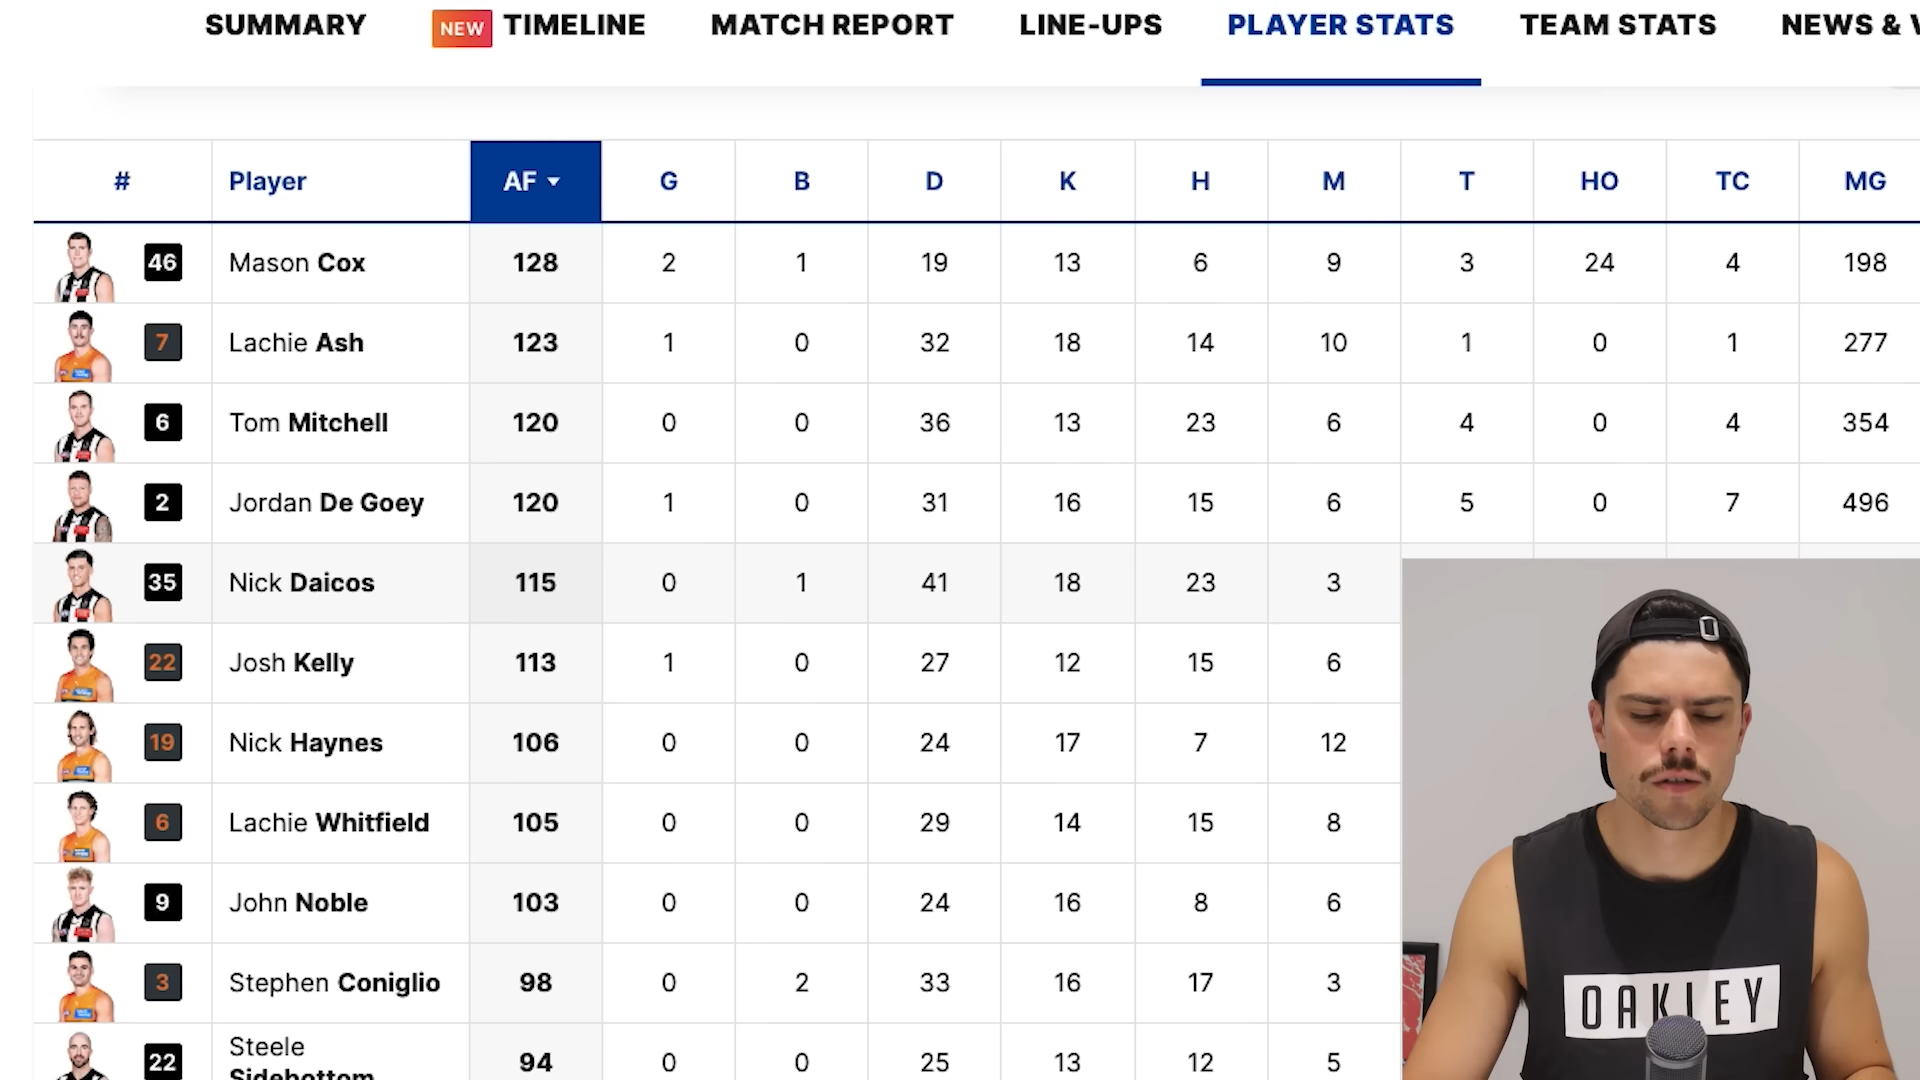 SUMMARY NEW TIMELINE MATCH REPORT LINE-UPS PLAYER STATS TEAM STATS NEWS &
# Player AF G B D K H M T HO TC MG
46 Mason Cox 128 2 1 19 13 6 9 3 24 4 198
7 Lachie Ash 123 1 0 32 18 14 10 1 0 1 277
6 Tom Mitchell 120 0 0 36 13 23 6 4 0 4 354
2 Jordan De Goey 120 1 0 31 16 15 6 5 0 7 496
35 Nick Daicos 115 0 1 41 18 23 3
22 Josh Kelly 113 1 0 27 12 15 6
19 Nick Haynes 106 0 0 24 17 7 12
6 Lachie Whitfield 105 0 0 29 14 15 8
9 John Noble 103 0 0 24 16 8 6
3 Stephen Coniglio 98 0 2 33 16 17 3
22 Steele Sidebottom 94 0 0 25 13 12 5
OAKLEY